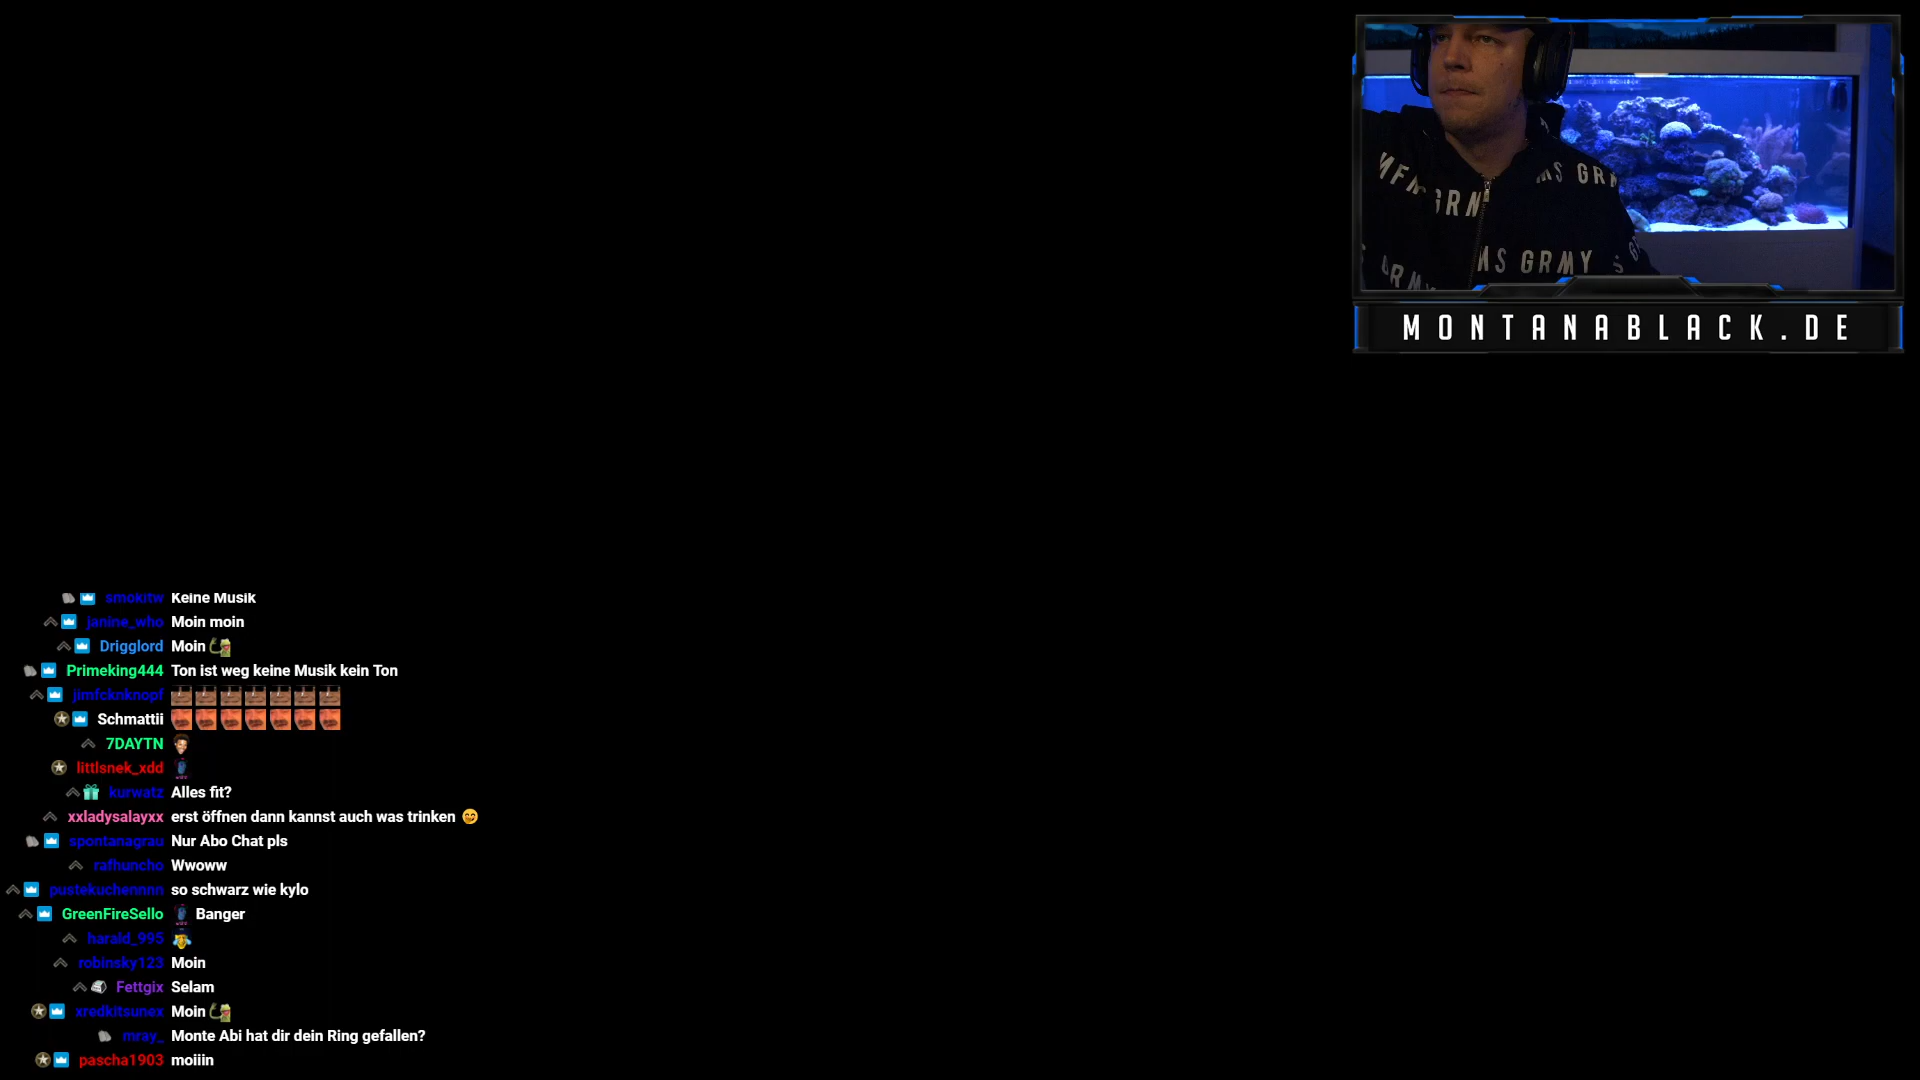 MS GRMY
MONTANABLACK.DE
smokitw Keine Musik
janine_who Moin moin
Drigglord Moin
Primeking444 Ton ist weg keine Musik kein Ton
jimfcknknopf
Schmattii
7DAYTN
littlsnek_xdd
kurwatz Alles fit?
xxladysalayxx erst öffnen dann kannst auch was trinken 😋
spontanagrau Nur Abo Chat pls
rafhuncho Wwoww
pustekuchennnn so schwarz wie kylo
GreenFireSello Banger
harald_995
robinsky123 Moin
Fettgix Selam
xredkitsunex Moin
mray_ Monte Abi hat dir dein Ring gefallen?
pascha1903 moiiin